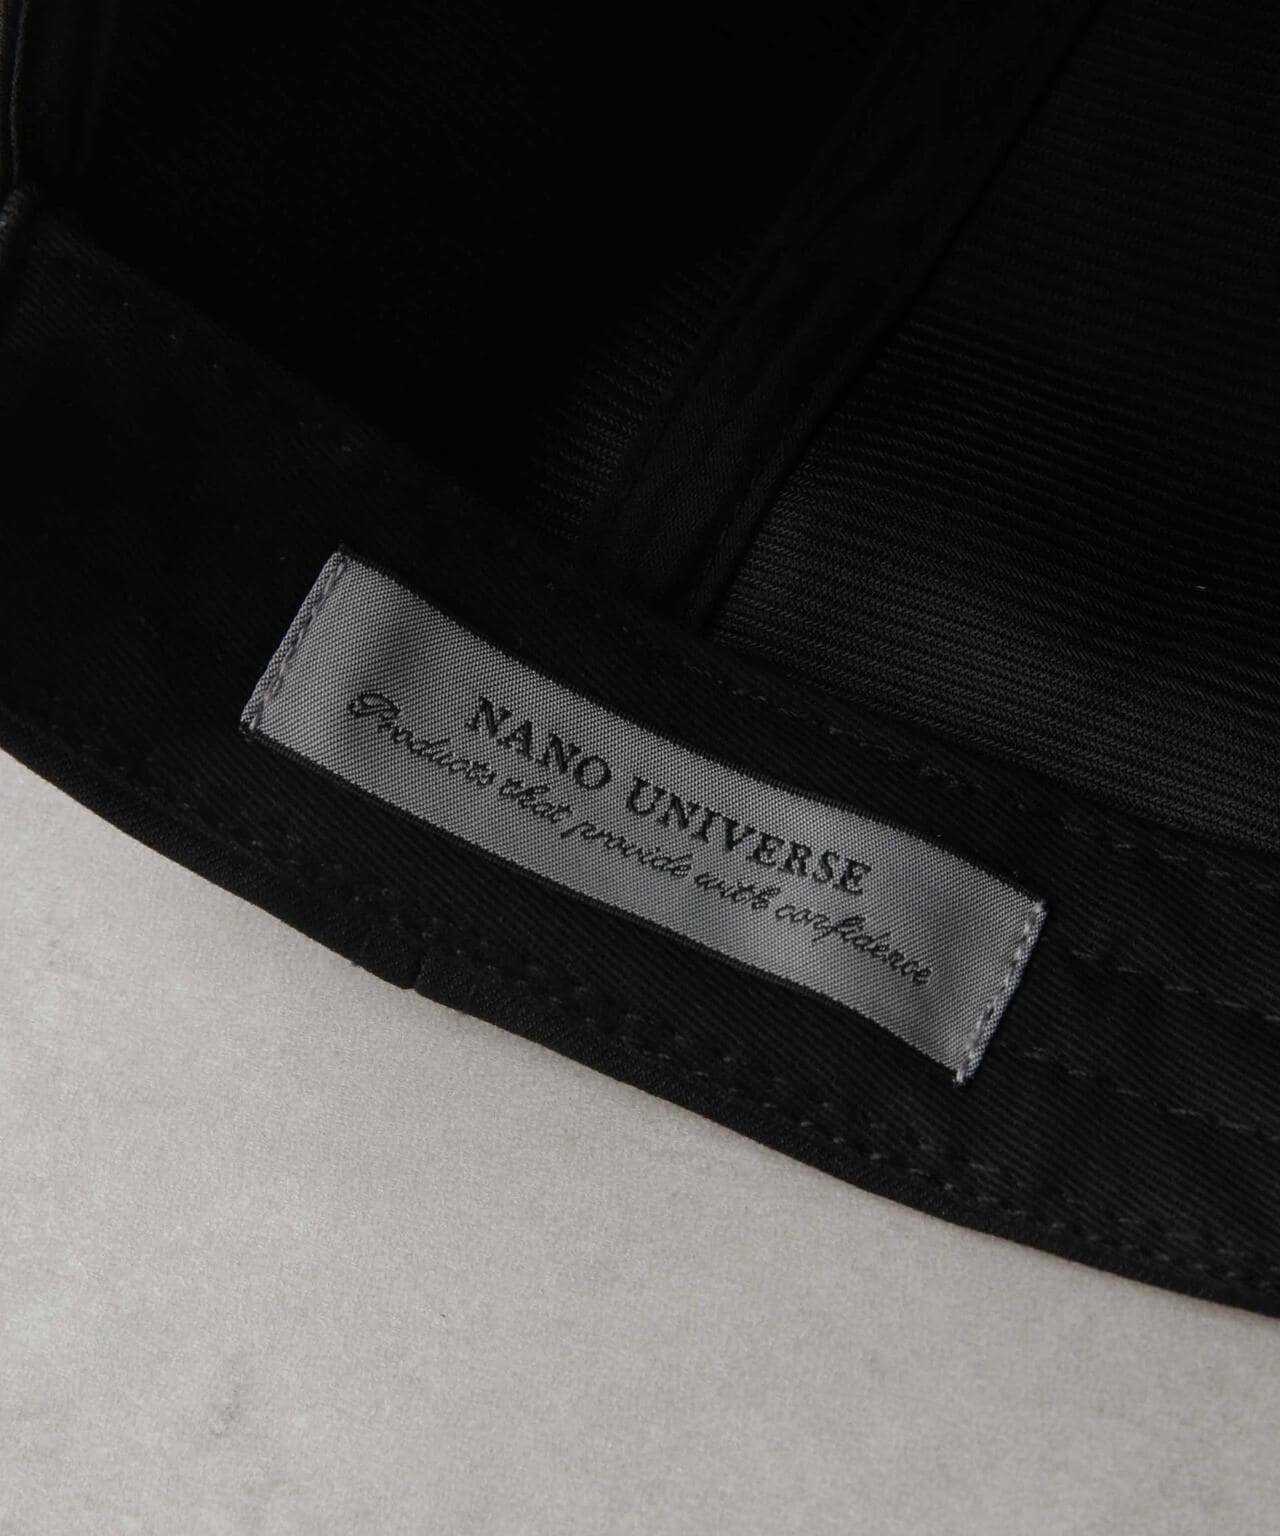 NANO UNIVERSE
Products that provide with confidence